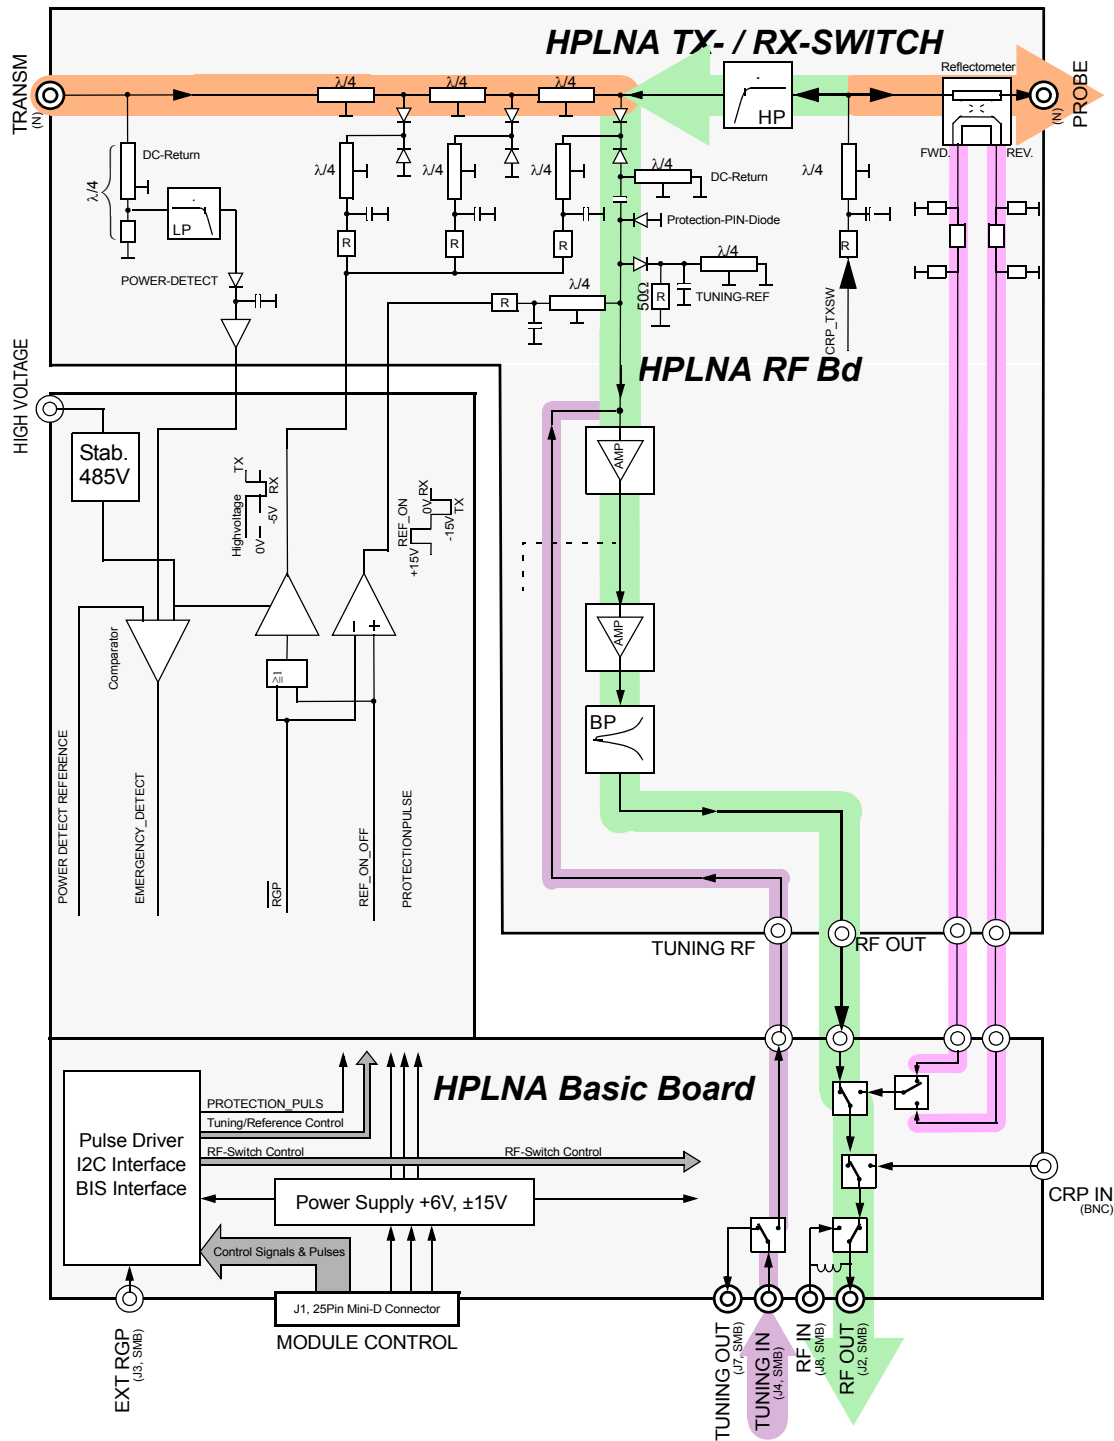 HPLNA TX- / RX-SWITCH
TRANSM
(N)
λ/4
λ/4
λ/4
HP
Reflectometer
PROBE
(N)
FWD.
REV.
DC-Return
λ/4
LP
POWER-DETECT
λ/4
λ/4
λ/4
λ/4
DC-Return
λ/4
Protection-PIN-Diode
R
R
R
R
λ/4
50Ω
R
TUNING-REF
R
λ/4
CRP_TXSW
HPLNA RF Bd
HIGH VOLTAGE
Stab.
485V
TX
RX
Highvoltage
0V
-5V
REF_ON
+15V
0V
RX
-15V
TX
AMP
AMP
BP
Comparator
≥1
POWER DETECT REFERENCE
EMERGENCY_DETECT
RGP
REF_ON_OFF
PROTECTIONPULSE
TUNING RF
RF OUT
HPLNA Basic Board
Pulse Driver
I2C Interface
BIS Interface
PROTECTION_PULS
Tuning/Reference Control
RF-Switch Control
RF-Switch Control
Power Supply +6V, ±15V
Control Signals & Pulses
J1, 25Pin Mini-D Connector
MODULE CONTROL
EXT RGP
(J3, SMB)
TUNING OUT
(J7, SMB)
TUNING IN
(J4, SMB)
RF IN
(J8, SMB)
RF OUT
(J2, SMB)
CRP IN
(BNC)